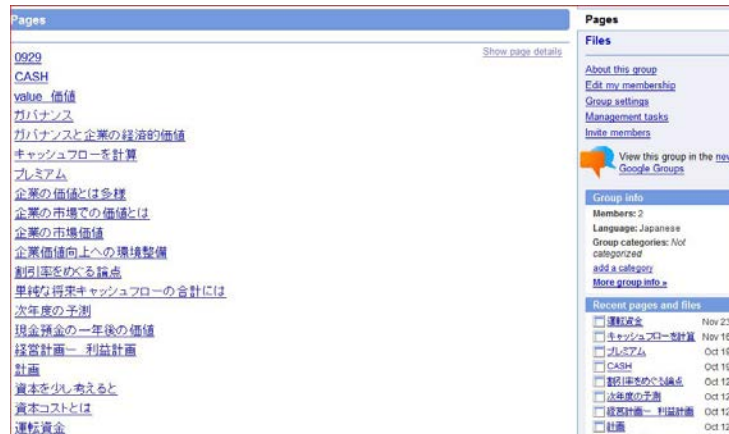 Pages
Show page details
0929
CASH
value 価値
ガバナンス
ガバナンスと企業の経済的価値
キャッシュフローを計算
プレミアム
企業の価値とは多様
企業の市場での価値とは
企業の市場価値
企業価値向上への環境整備
割引率をめぐる論点
単純な将来キャッシュフローの合計には
次年度の予測
現金預金の一年後の価値
経営計画ー 利益計画
計画
資本を少し考えると
資本コストとは
運転資金
Pages
Files
About this group
Edit my membership
Group settings
Management tasks
Invite members
View this group in the new
Google Groups
Group info
Members: 2
Language: Japanese
Group categories: Not
categorized
add a category
More group info »
Recent pages and files
運転資金 Nov 23
キャッシュフローを計算 Nov 16
プレミアム Oct 19
CASH Oct 19
割引率をめぐる論点 Oct 12
次年度の予測 Oct 12
経営計画ー 利益計画 Oct 12
計画 Oct 12